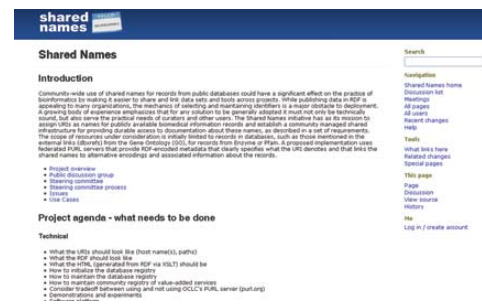 shared
names
Shared Names
Introduction
Community-wide use of shared names for records from public databases could have a significant effect on the practice of
bioinformatics by making it easier to share and link data sets and tools across projects. While publishing data in RDF is
appealing to many organizations, the mechanics of selecting and maintaining identifiers is a major obstacle to deployment.
A growing body of experience emphasizes that for any solution to be generally adopted it must not only be technically
sound, but also serve the practical needs of curators and other users. The Shared Names initiative has as its mission to
assign URIs as names for publicly available biomedical information records and establish a community managed shared
infrastructure for providing durable access to documentation about these names, as described in a set of requirements.
The scope of resources under consideration is initially limited to records in databases, such as those mentioned in the
external links (dbxrefs) from the Gene Ontology (GO), for records from Enzyme or Pfam. A proposed implementation uses
federated PURL servers that provide RDF-encoded metadata that clearly specifies what the URI denotes and that links the
shared names to alternative encodings and associated information about the records.
• Project overview
• Public discussion group
• Steering committee
• Steering committee process
• Issues
• Use Cases
Project agenda - what needs to be done
Technical
• What the URIs should look like (host name(s), paths)
• What the RDF should look like
• What the HTML (generated from RDF via XSLT) should be
• How to initialize the database registry
• How to maintain the database registry
• How to maintain community registry of value-added services
• Consider tradeoff between using and not using OCLC's PURL server (purl.org)
• Demonstrations and experiments
• Software platform
Search
Navigation
Shared Names home
Discussion list
Meetings
All pages
All users
Recent changes
Help
Tools
What links here
Related changes
Special pages
This page
Page
Discussion
View source
History
Me
Log in / create account